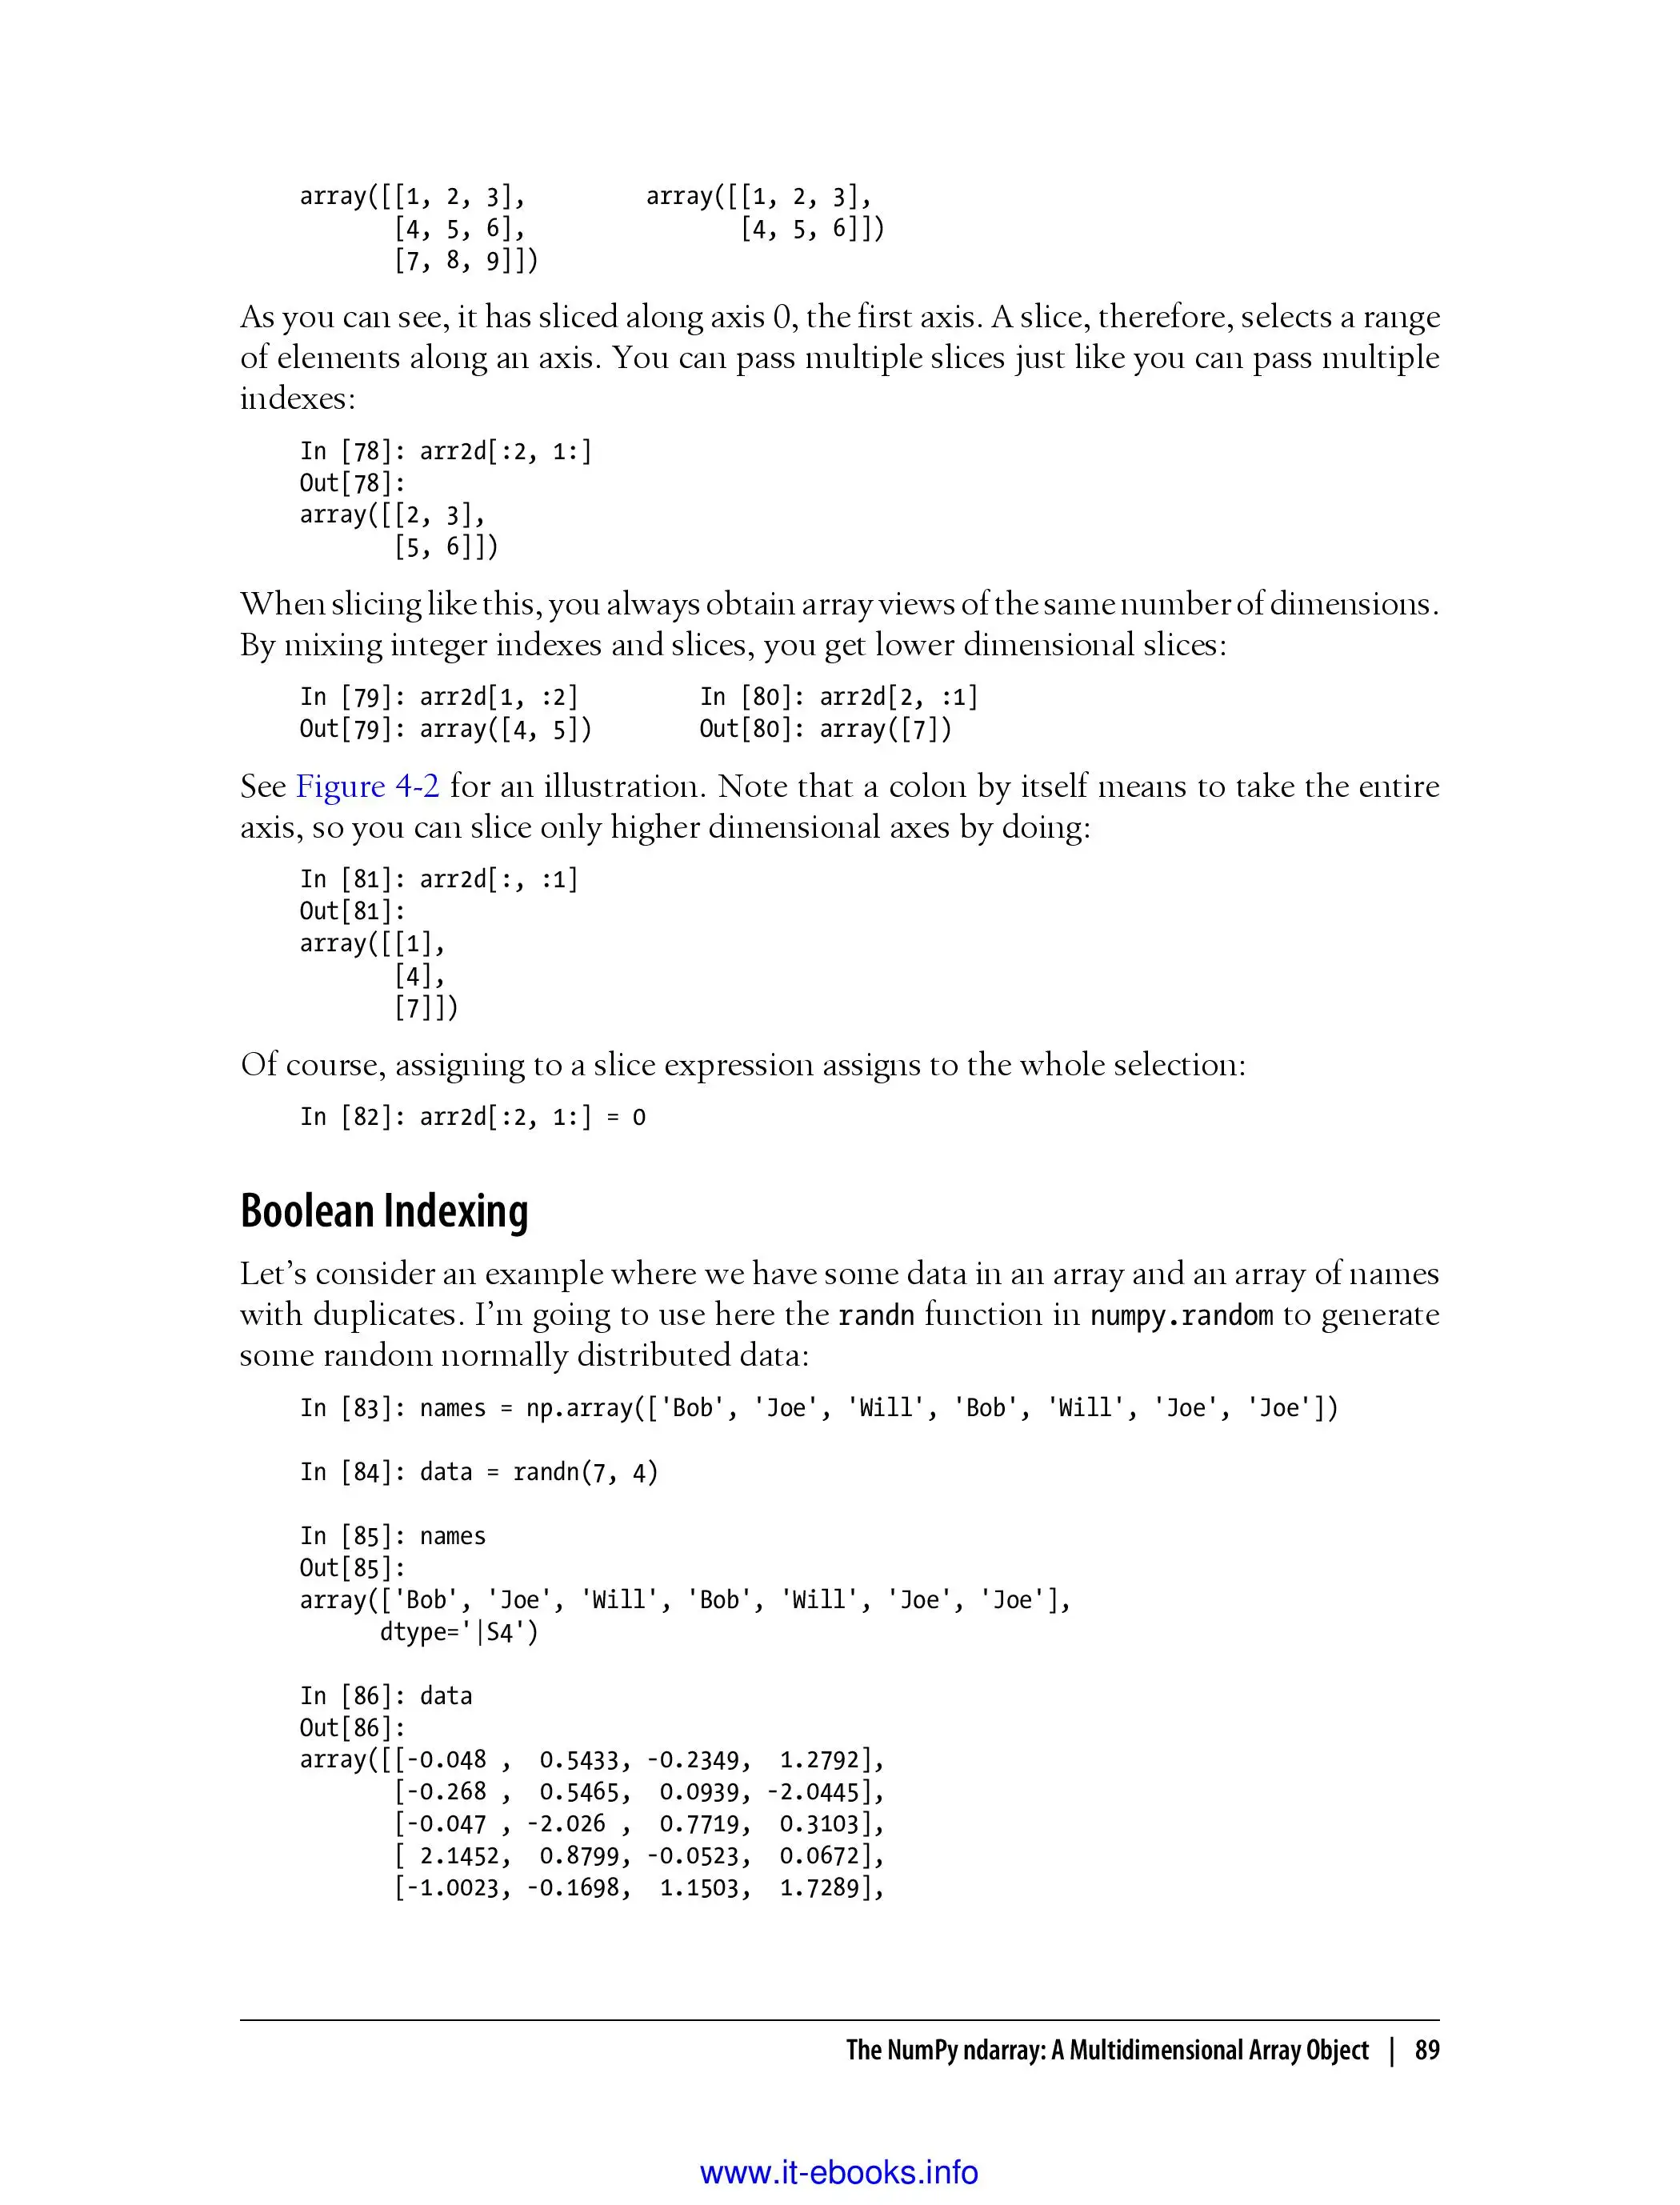 array([[1, 2, 3],         array([[1, 2, 3],
       [4, 5, 6],                [4, 5, 6]])
       [7, 8, 9]])
As you can see, it has sliced along axis 0, the first axis. A slice, therefore, selects a range
of elements along an axis. You can pass multiple slices just like you can pass multiple
indexes:
In [78]: arr2d[:2, 1:]
Out[78]:
array([[2, 3],
       [5, 6]])
When slicing like this, you always obtain array views of the same number of dimensions.
By mixing integer indexes and slices, you get lower dimensional slices:
In [79]: arr2d[1, :2]         In [80]: arr2d[2, :1]
Out[79]: array([4, 5])        Out[80]: array([7])
See Figure 4-2 for an illustration. Note that a colon by itself means to take the entire
axis, so you can slice only higher dimensional axes by doing:
In [81]: arr2d[:, :1]
Out[81]:
array([[1],
       [4],
       [7]])
Of course, assigning to a slice expression assigns to the whole selection:
In [82]: arr2d[:2, 1:] = 0
Boolean Indexing
Let’s consider an example where we have some data in an array and an array of names
with duplicates. I’m going to use here the randn function in numpy.random to generate
some random normally distributed data:
In [83]: names = np.array(['Bob', 'Joe', 'Will', 'Bob', 'Will', 'Joe', 'Joe'])
In [84]: data = randn(7, 4)
In [85]: names
Out[85]:
array(['Bob', 'Joe', 'Will', 'Bob', 'Will', 'Joe', 'Joe'],
      dtype='|S4')
In [86]: data
Out[86]:
array([[-0.048 ,  0.5433, -0.2349,  1.2792],
       [-0.268 ,  0.5465,  0.0939, -2.0445],
       [-0.047 , -2.026 ,  0.7719,  0.3103],
       [ 2.1452,  0.8799, -0.0523,  0.0672],
       [-1.0023, -0.1698,  1.1503,  1.7289],
The NumPy ndarray: A Multidimensional Array Object | 89
www.it-ebooks.info